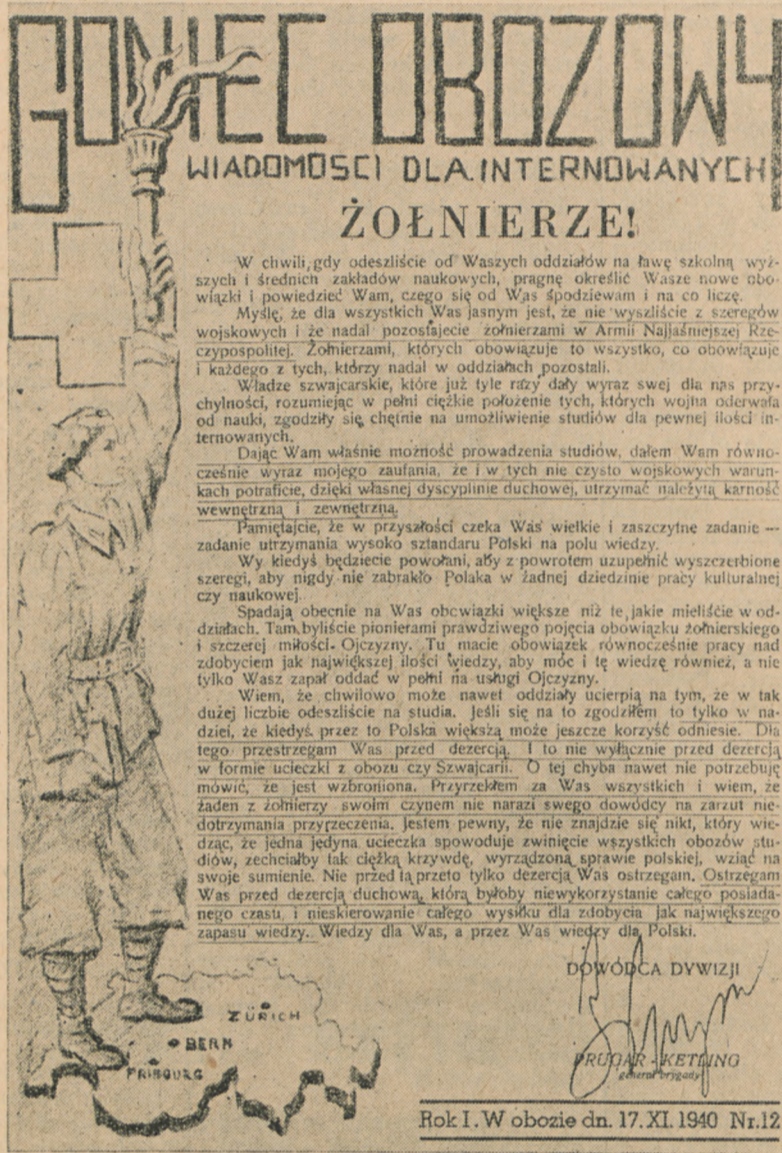 GONIEC OBOZOWY
WIADOMOSCI DLA INTERNOWANYCH
ŻOŁNIERZE!
W chwili, gdy odeszliście od Waszych oddziałów na ławę szkolną wyż-
szych i średnich zakładów naukowych, pragnę określić Wasze nowe obo-
wiązki i powiedzieć Wam, czego się od Was spodziewam i na co liczę.
Myślę, że dla wszystkich Was jasnym jest, że nie wyszliście z szeregów
wojskowych i że nadal pozostajecie żołnierzami w Armii Najjaśniejszej Rze-
czypospolitej. Żołnierzami, których obowiązuje to wszystko, co obowiązuje
i każdego z tych, którzy nadal w oddziałach pozostali.
Władze szwajcarskie, które już tyle razy dały wyraz swej dla nas przy-
chylności, rozumiejąc w pełni ciężkie położenie tych, których wojna oderwała
od nauki, zgodziły się chętnie na umożliwienie studiów dla pewnej ilości in-
ternowanych.
Dając Wam właśnie możność prowadzenia studiów, dałem Wam równo-
cześnie wyraz mojego zaufania, że i w tych nie czysto wojskowych warun-
kach potraficie, dzięki własnej dyscyplinie duchowej, utrzymać należytą karność
wewnętrzną i zewnętrzną.
Pamiętajcie, że w przyszłości czeka Was wielkie i zaszczytne zadanie —
zadanie utrzymania wysoko sztandaru Polski na polu wiedzy.
Wy kiedyś będziecie powołani, aby z powrotem uzupełnić wyszczerbione
szeregi, aby nigdy nie zabrakło Polaka w żadnej dziedzinie pracy kulturalnej
czy naukowej.
Spadają obecnie na Was obowiązki większe niż te, jakie mieliście w od-
działach. Tam byliście pionierami prawdziwego pojęcia obowiązku żołnierskiego
i szczerej miłości Ojczyzny. Tu macie obowiązek równocześnie pracy nad
zdobyciem jak największej ilości wiedzy, aby móc i tę wiedzę również, a nie
tylko Wasz zapał oddać w pełni na usługi Ojczyzny.
Wiem, że chwilowo może nawet oddziały ucierpią na tym, że w tak
dużej liczbie odeszliście na studia. Jeśli się na to zgodziłem to tylko w na-
dziei, że kiedyś przez to Polska większą może jeszcze korzyść odniesie. Dla
tego przestrzegam Was przed dezercją. I to nie wyłącznie przed dezercją
w formie ucieczki z obozu czy Szwajcarii. O tej chyba nawet nie potrzebuję
mówić, że jest wzbroniona. Przyrzekłem za Was wszystkich i wiem, że
żaden z żołnierzy swoim czynem nie narazi swego dowódcy na zarzut nie-
dotrzymania przyrzeczenia. Jestem pewny, że nie znajdzie się nikt, który wie-
dząc, że jedna jedyna ucieczka spowoduje zwinięcie wszystkich obozów stu-
diów, zechciałby tak ciężką krzywdę, wyrządzoną sprawie polskiej, wziąć na
swoje sumienie. Nie przed tą przeto tylko dezercją Was ostrzegam. Ostrzegam
Was przed dezercją duchową, którą byłoby niewykorzystanie całego posiada-
nego czasu i nieskierowanie całego wysiłku dla zdobycia jak największego
zapasu wiedzy. Wiedzy dla Was, a przez Was wiedzy dla Polski.
DOWÓDCA DYWIZJI
PRUGAR-KETLING
generał brygady
ZÜRICH
BERN
FRIBOURG
Rok I. W obozie dn. 17. XI. 1940 Nr. 12